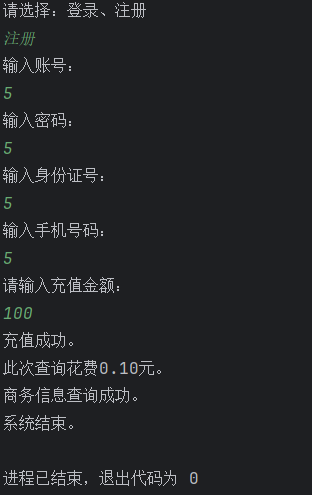 请选择：登录、注册
注册
输入账号：
5
输入密码：
5
输入身份证号：
5
输入手机号码：
5
请输入充值金额：
100
充值成功。
此次查询花费0.10元。
商务信息查询成功。
系统结束。
进程已结束，退出代码为 0